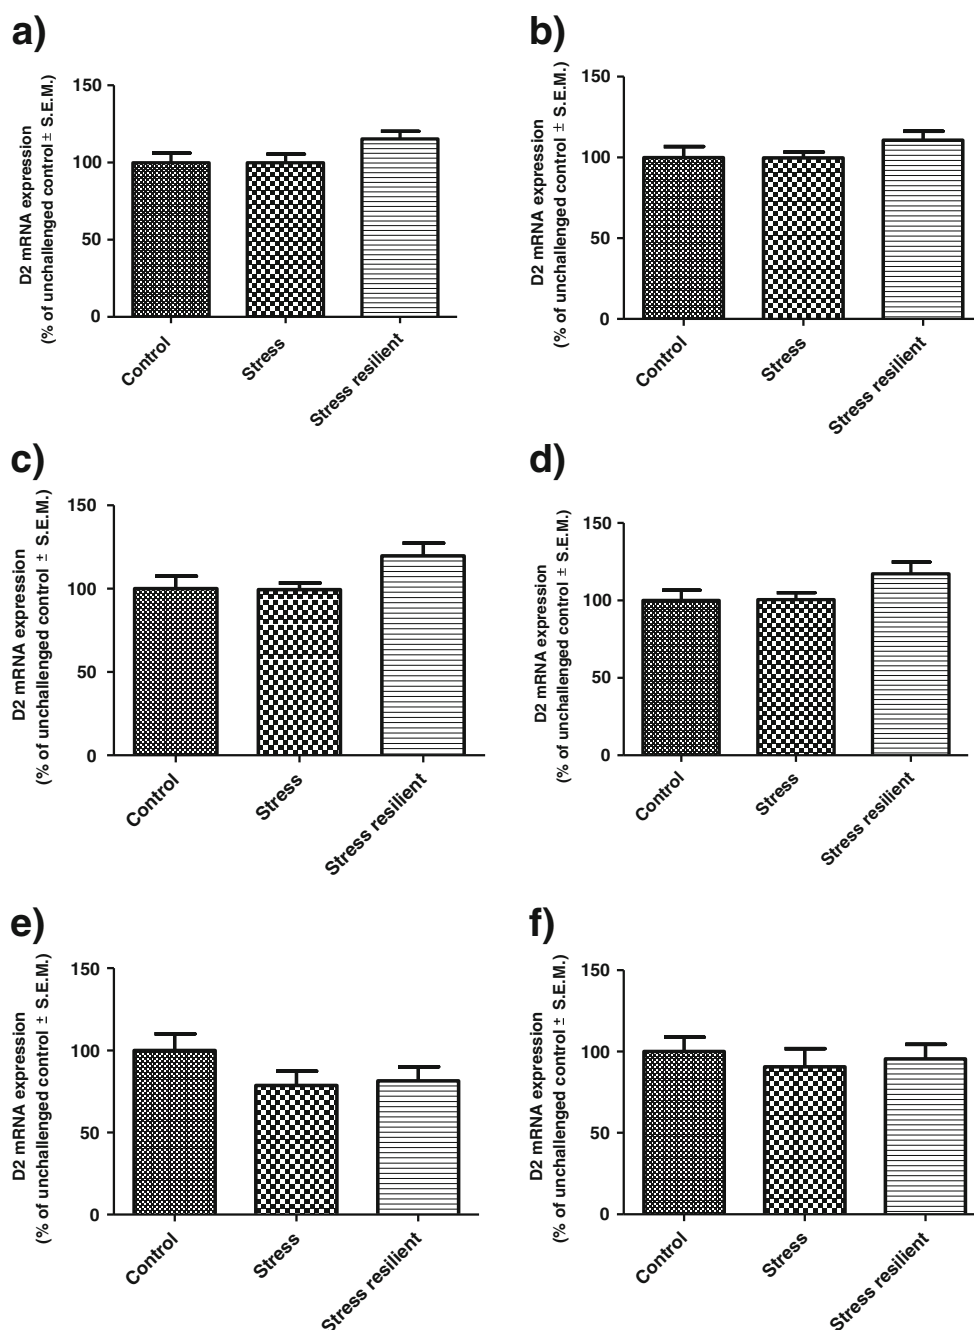 a)
D2 mRNA expression
(% of unchallenged control ± S.E.M.)
150
100
50
0
Control
Stress
Stress resilient
b)
D2 mRNA expression
(% of unchallenged control ± S.E.M.)
150
100
50
0
Control
Stress
Stress resilient
c)
D2 mRNA expression
(% of unchallenged control ± S.E.M.)
150
100
50
0
Control
Stress
Stress resilient
d)
D2 mRNA expression
(% of unchallenged control ± S.E.M.)
150
100
50
0
Control
Stress
Stress resilient
e)
D2 mRNA expression
(% of unchallenged control ± S.E.M.)
150
100
50
0
Control
Stress
Stress resilient
f)
D2 mRNA expression
(% of unchallenged control ± S.E.M.)
150
100
50
0
Control
Stress
Stress resilient